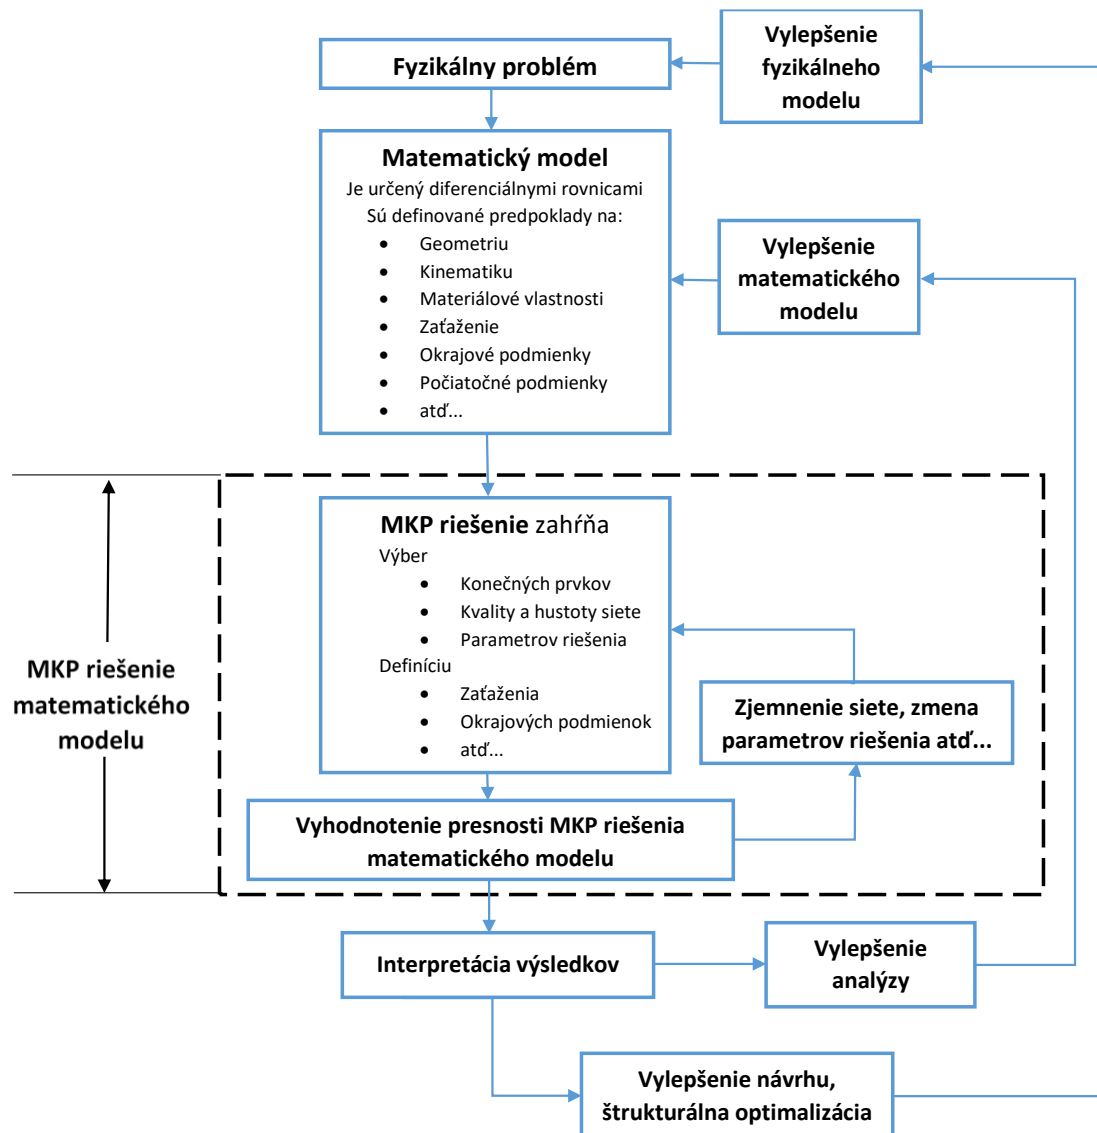 Fyzikálny problém
Vylepšenie
fyzikálneho
modelu
Matematický model
Je určený diferenciálnymi rovnicami
Sú definované predpoklady na:
• Geometriu
• Kinematiku
• Materiálové vlastnosti
• Zaťaženie
• Okrajové podmienky
• Počiatočné podmienky
• atď...
Vylepšenie
matematického
modelu
MKP riešenie
matematického
modelu
MKP riešenie zahŕňa
Výber
• Konečných prvkov
• Kvality a hustoty siete
• Parametrov riešenia
Definíciu
• Zaťaženia
• Okrajových podmienok
• atď...
Zjemnenie siete, zmena
parametrov riešenia atď...
Vyhodnotenie presnosti MKP riešenia
matematického modelu
Interpretácia výsledkov
Vylepšenie
analýzy
Vylepšenie návrhu,
štrukturálna optimalizácia